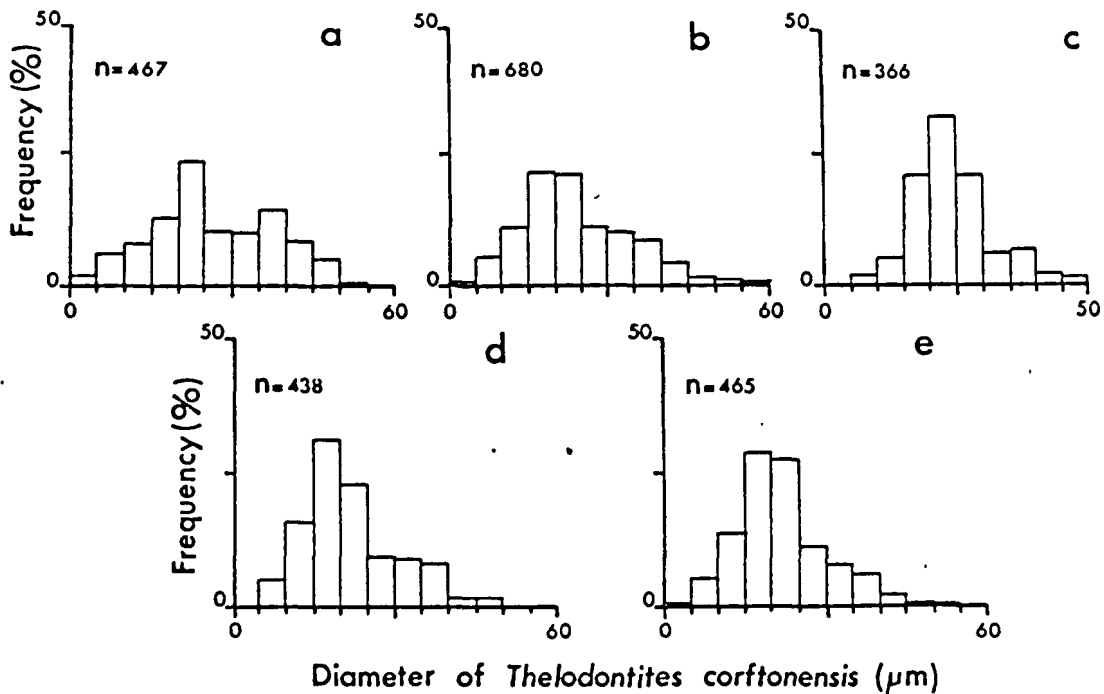 50 a
n=467
Frequency (%)
0
0 50 60
50 b
n=680
0
0 60
50 c
n=366
0
0 50
50 d
n=438
Frequency (%)
0
0 60
50 e
n=465
0
0 60
Diameter of Thelodontites corftonensis (μm)